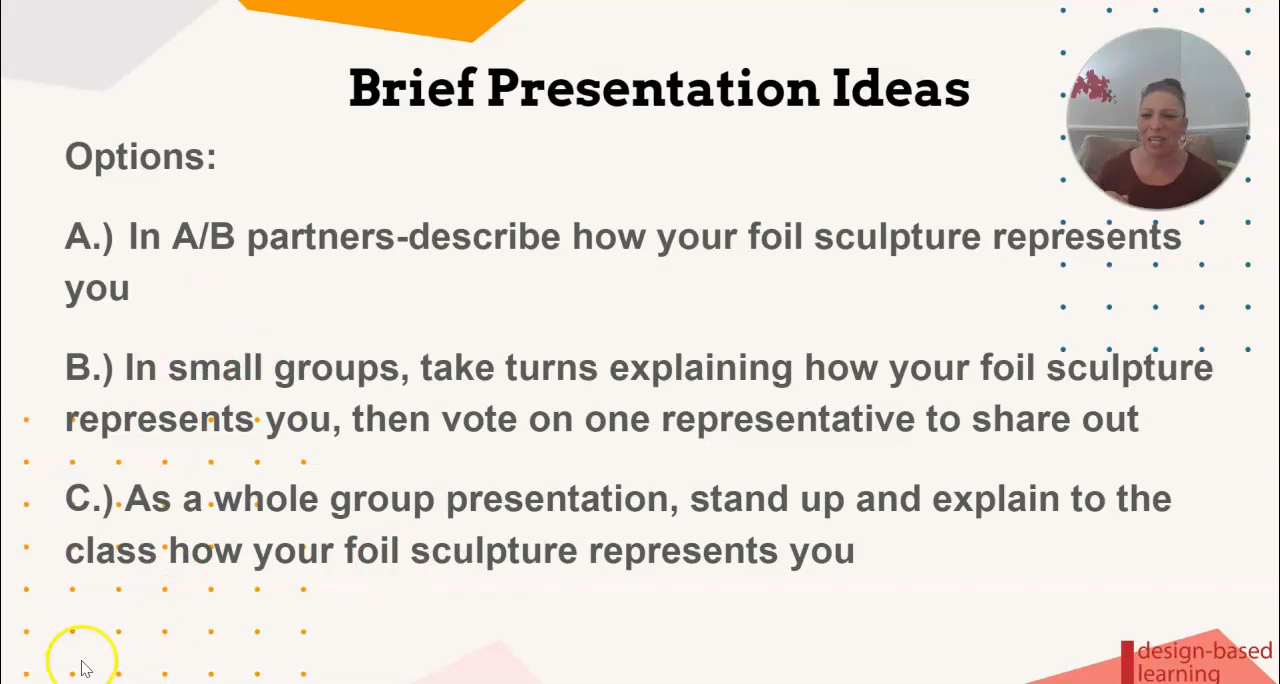 Brief Presentation Ideas
Options:
A.) In A/B partners-describe how your foil sculpture represents
you
B.) In small groups, take turns explaining how your foil sculpture
represents you, then vote on one representative to share out
C.) As a whole group presentation, stand up and explain to the
class how your foil sculpture represents you
design-based
learning